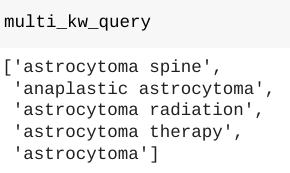 multi_kw_query
['astrocytoma spine',
'anaplastic astrocytoma',
'astrocytoma radiation',
'astrocytoma therapy',
'astrocytoma']